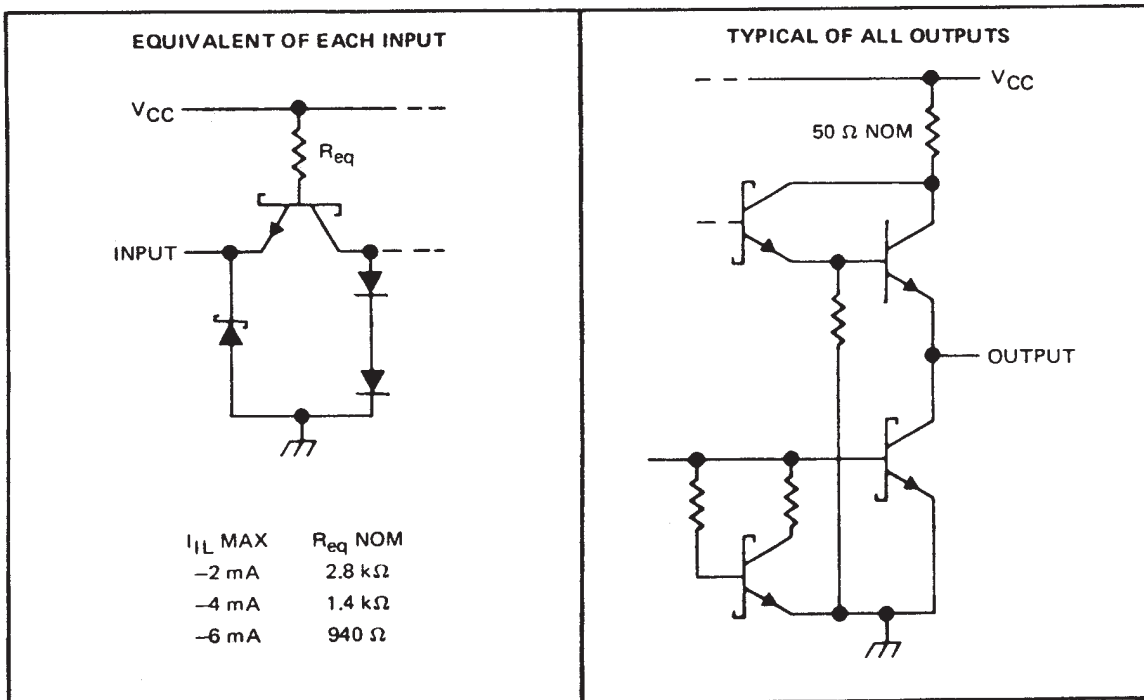 EQUIVALENT OF EACH INPUT
VCC
Req
INPUT
IIL MAX Req NOM
−2 mA 2.8 kΩ
−4 mA 1.4 kΩ
−6 mA 940 Ω
TYPICAL OF ALL OUTPUTS
VCC
50 Ω NOM
OUTPUT